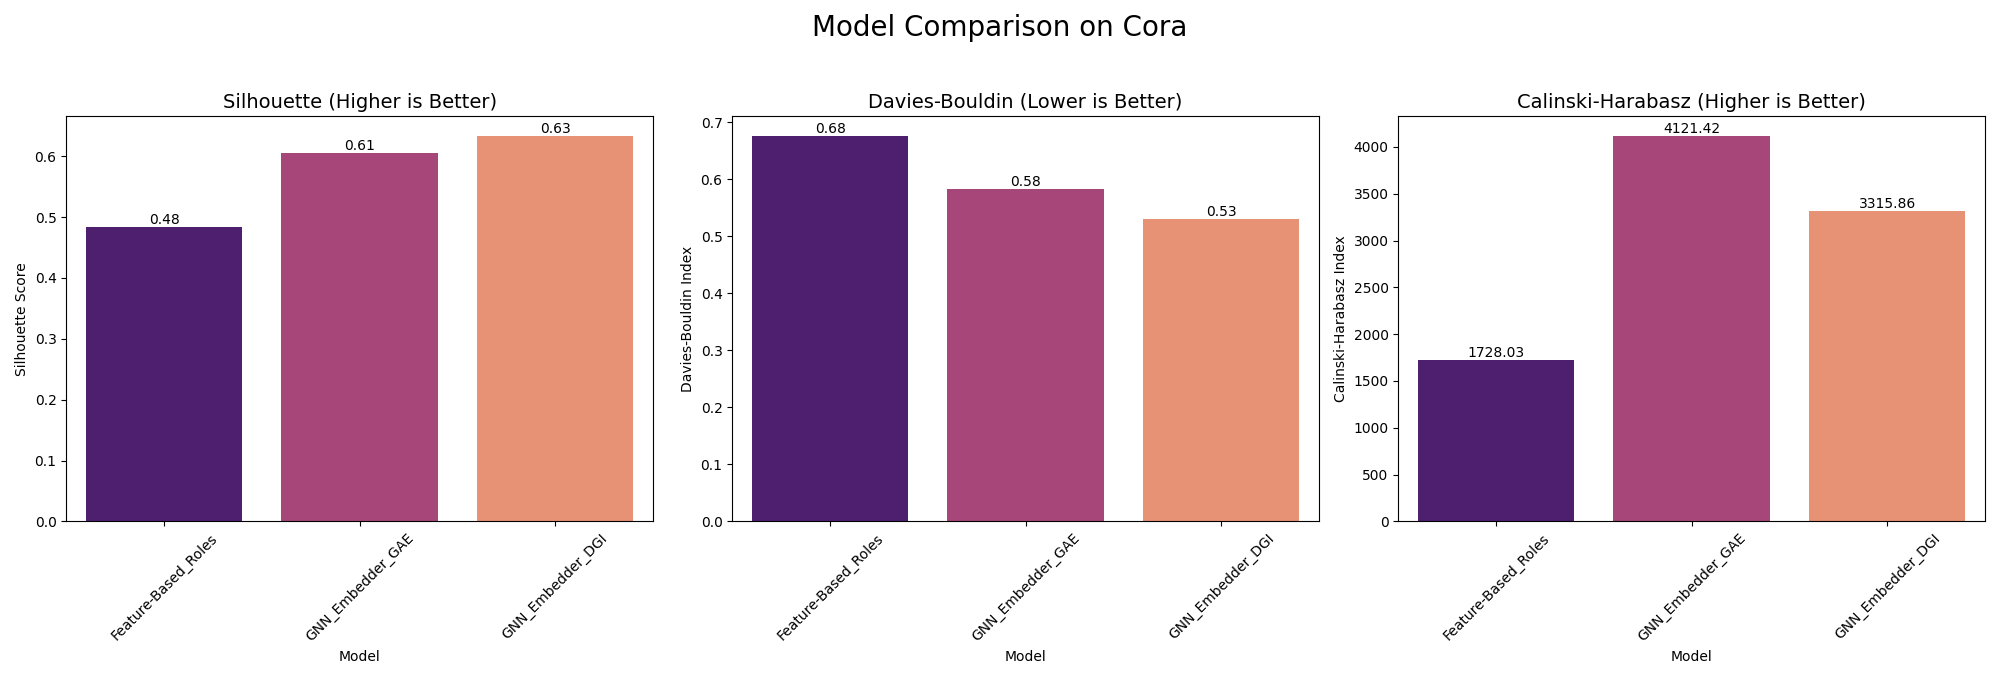 Model Comparison on Cora
Silhouette (Higher is Better)
Silhouette Score
0.6
0.5
0.4
0.3
0.2
0.1
0.0
0.48
0.61
0.63
Feature-Based_Roles
GNN_Embedder_GAE
GNN_Embedder_DGI
Model
Davies-Bouldin (Lower is Better)
Davies-Bouldin Index
0.7
0.6
0.5
0.4
0.3
0.2
0.1
0.0
0.68
0.58
0.53
Feature-Based_Roles
GNN_Embedder_GAE
GNN_Embedder_DGI
Model
Calinski-Harabasz (Higher is Better)
Calinski-Harabasz Index
4000
3500
3000
2500
2000
1500
1000
500
0
1728.03
4121.42
3315.86
Feature-Based_Roles
GNN_Embedder_GAE
GNN_Embedder_DGI
Model